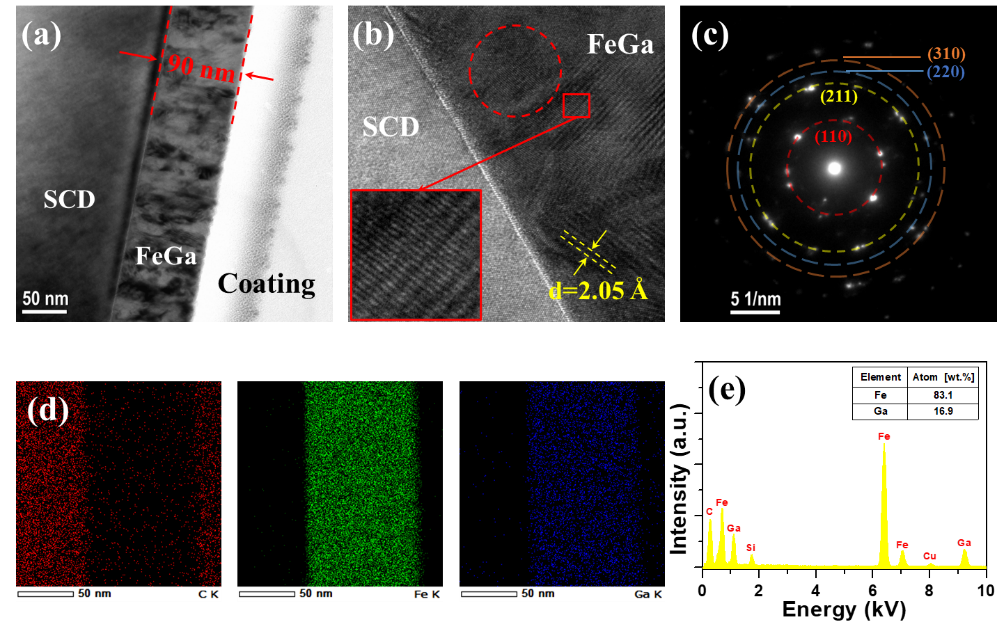 (a)
90 nm
SCD
FeGa
Coating
50 nm
(b)
FeGa
SCD
d=2.05 Å
(c)
(310)
(220)
(211)
(110)
5 1/nm
(d)
50 nm
C K
50 nm
Fe K
50 nm
Ga K
(e)
Element Atom [wt.%]
Fe 83.1
Ga 16.9
Intensity (a.u.)
C
Fe
Ga
Si
Fe
Fe
Cu
Ga
0 2 4 6 8 10
Energy (kV)